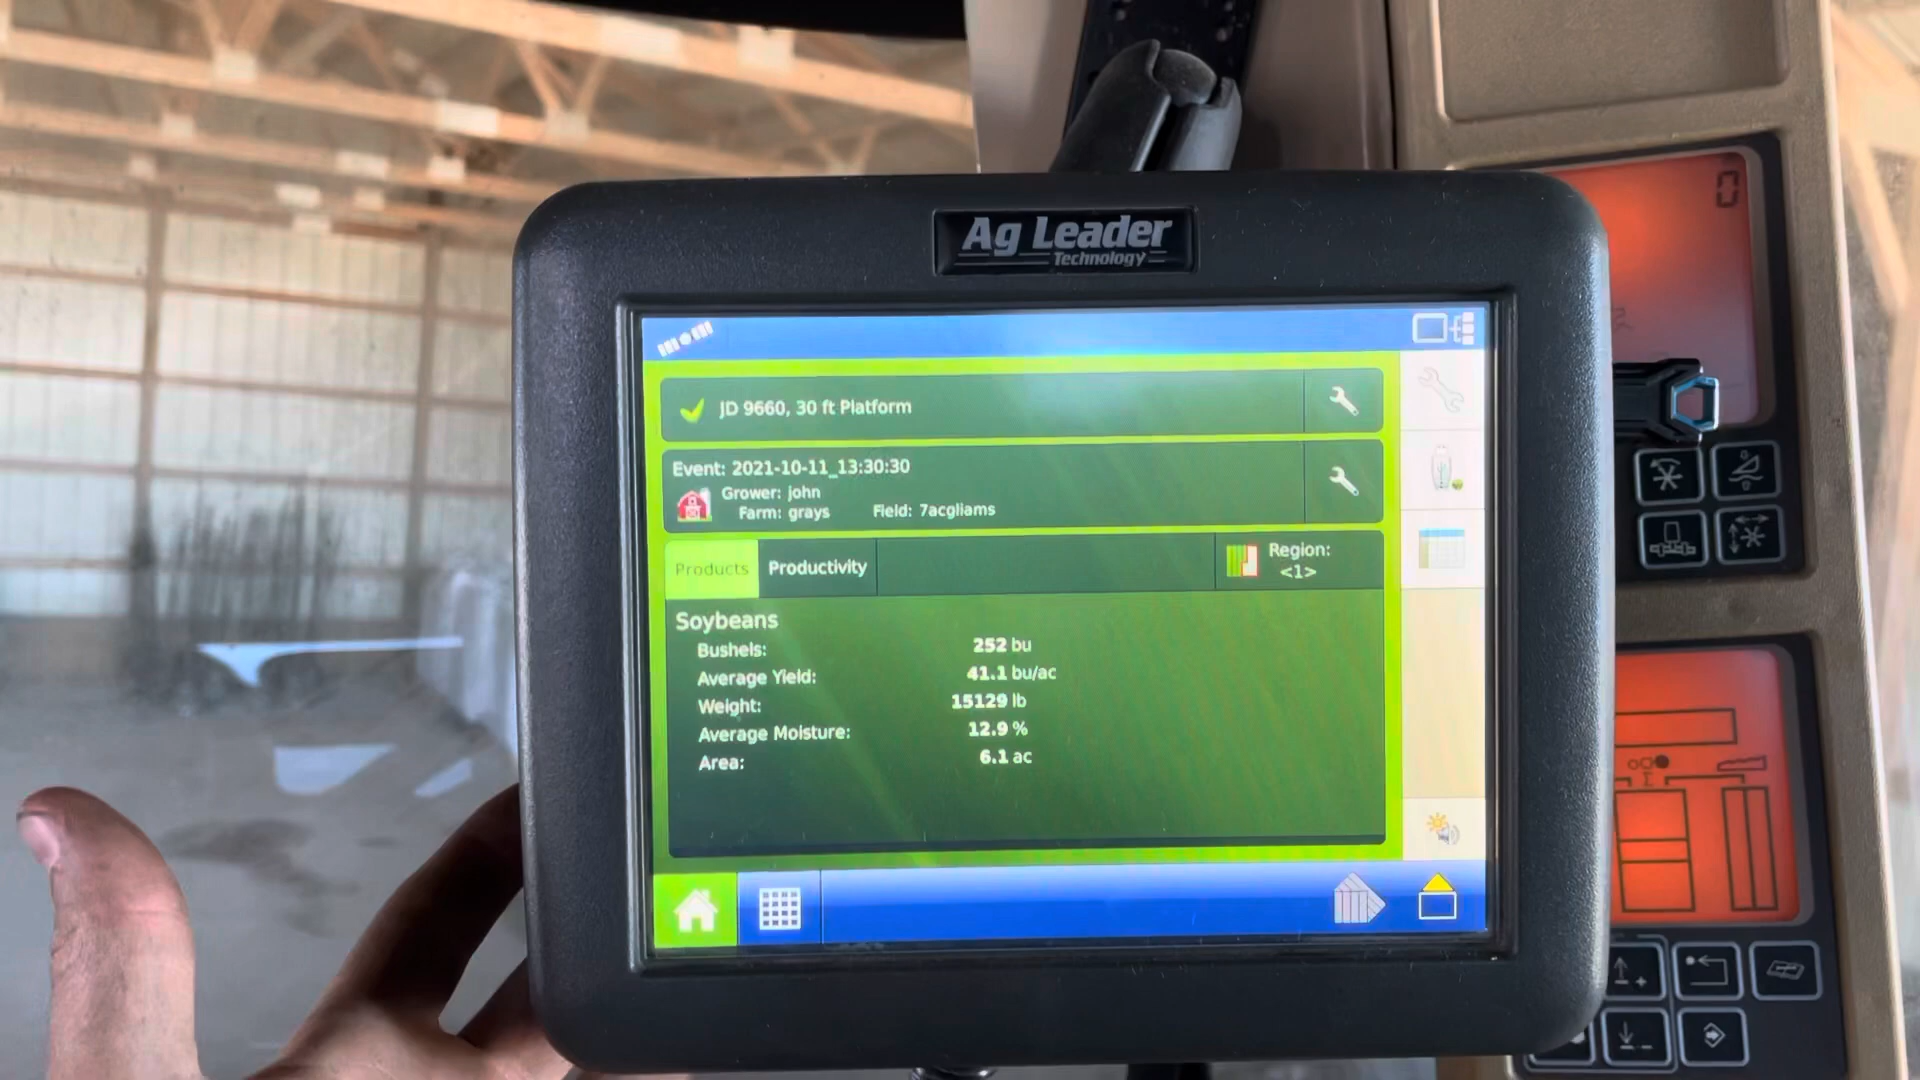 Ag Leader
Technology
JD 9660, 30 ft Platform
Event: 2021-10-11_13:30:30
Grower: john
Farm: grays Field: 7acgliams
Products Productivity Region:
<1>
Soybeans
Bushels: 252 bu
Average Yield: 41.1 bu/ac
Weight: 15129 lb
Average Moisture: 12.9 %
Area: 6.1 ac
0